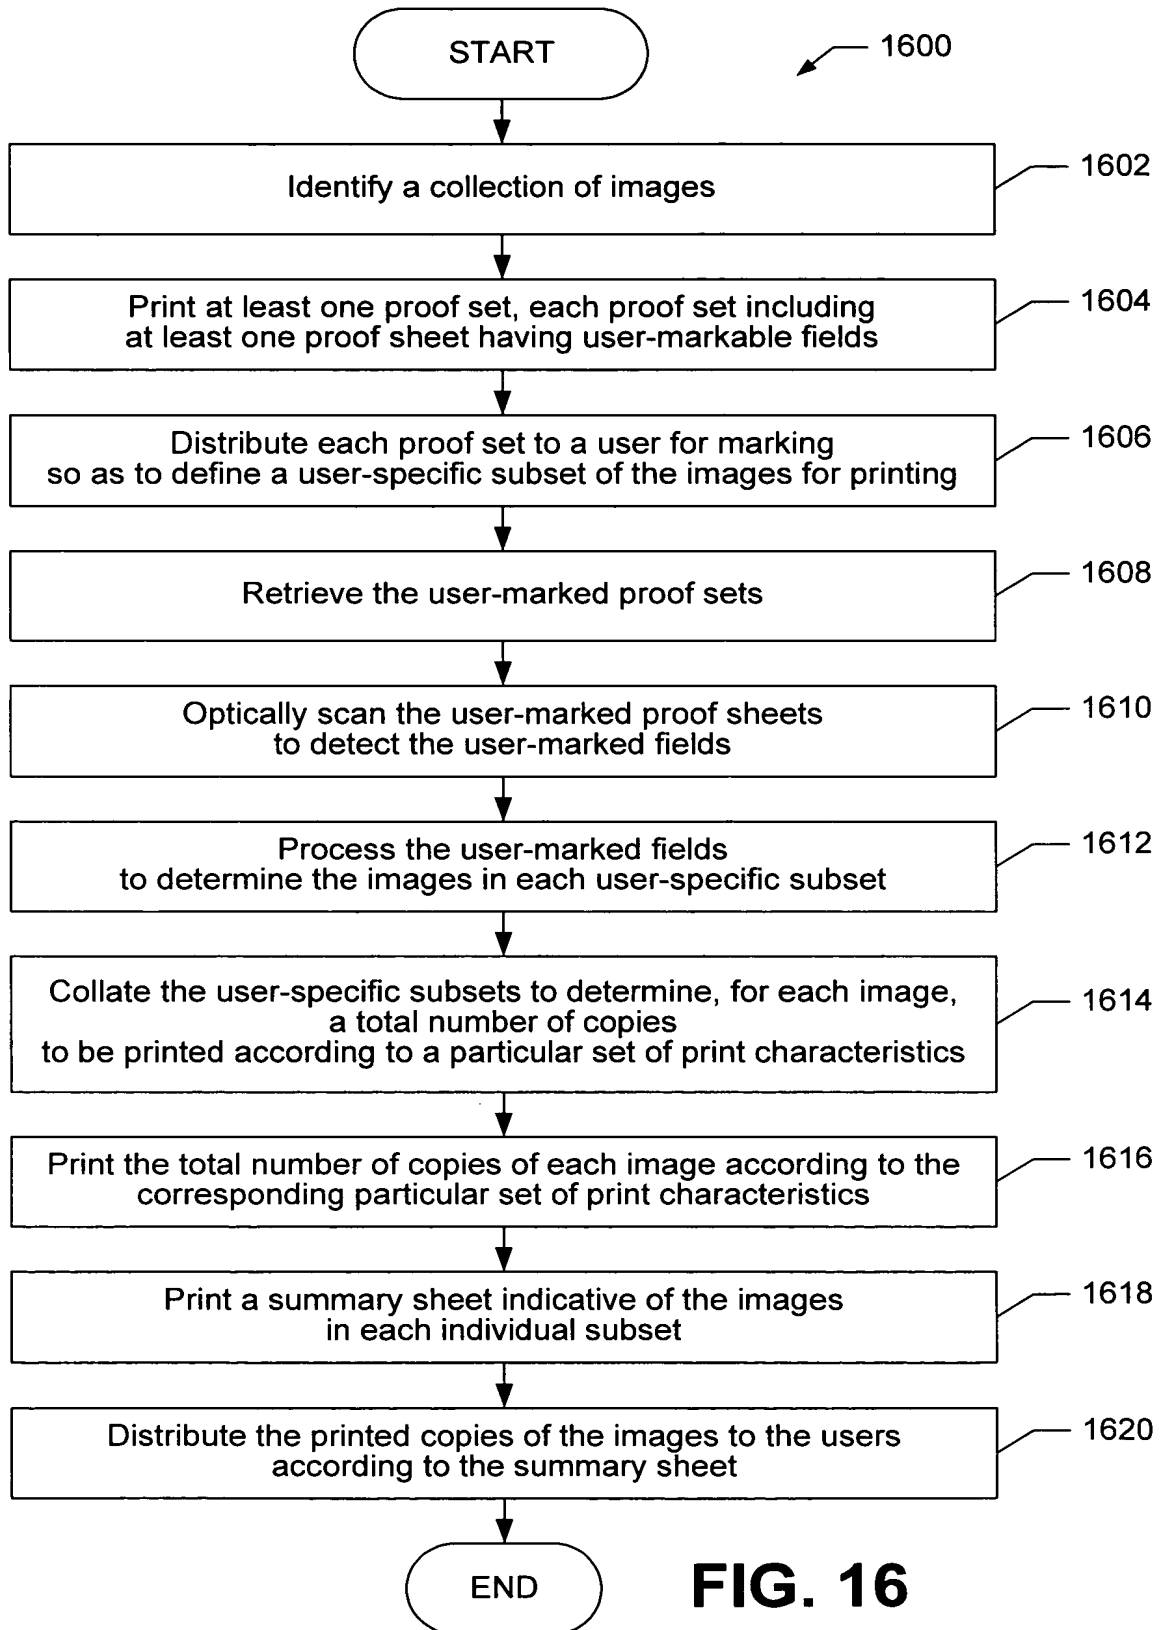 START
1600
Identify a collection of images
1602
Print at least one proof set, each proof set including
at least one proof sheet having user-markable fields
1604
Distribute each proof set to a user for marking
so as to define a user-specific subset of the images for printing
1606
Retrieve the user-marked proof sets
1608
Optically scan the user-marked proof sheets
to detect the user-marked fields
1610
Process the user-marked fields
to determine the images in each user-specific subset
1612
Collate the user-specific subsets to determine, for each image,
a total number of copies
to be printed according to a particular set of print characteristics
1614
Print the total number of copies of each image according to the
corresponding particular set of print characteristics
1616
Print a summary sheet indicative of the images
in each individual subset
1618
Distribute the printed copies of the images to the users
according to the summary sheet
1620
END
FIG. 16